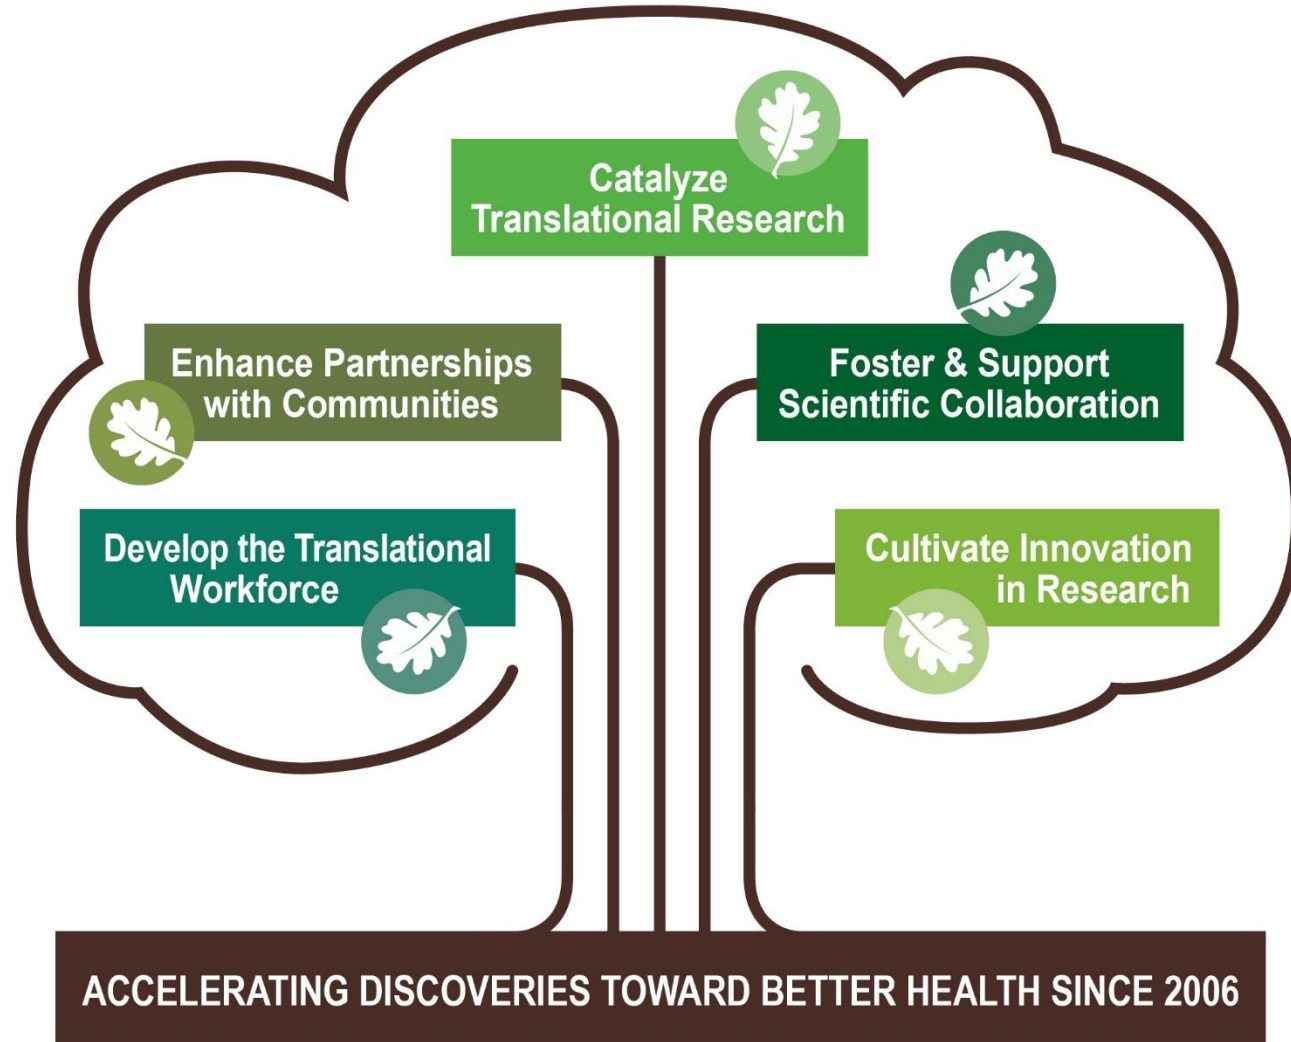 Catalyze
Translational Research
Enhance Partnerships
with Communities
Foster & Support
Scientific Collaboration
Develop the Translational
Workforce
Cultivate Innovation
in Research
ACCELERATING DISCOVERIES TOWARD BETTER HEALTH SINCE 2006